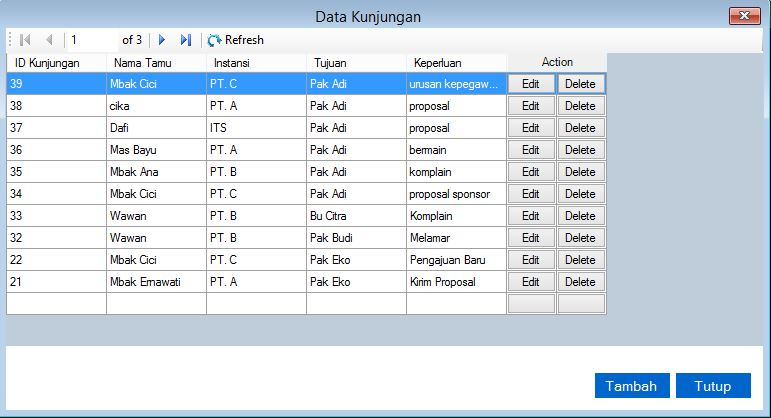 Data Kunjungan
1 of 3 Refresh
ID Kunjungan Nama Tamu Instansi Tujuan Keperluan Action
39 Mbak Cici PT. C Pak Adi urusan kepegaw... Edit Delete
38 cika PT. A Pak Adi proposal Edit Delete
37 Dafi ITS Pak Adi proposal Edit Delete
36 Mas Bayu PT. A Pak Adi bermain Edit Delete
35 Mbak Ana PT. B Pak Adi komplain Edit Delete
34 Mbak Cici PT. C Pak Adi proposal sponsor Edit Delete
33 Wawan PT. B Bu Citra Komplain Edit Delete
32 Wawan PT. B Pak Budi Melamar Edit Delete
22 Mbak Cici PT. C Pak Eko Pengajuan Baru Edit Delete
21 Mbak Ernawati PT. A Pak Eko Kirim Proposal Edit Delete
Tambah Tutup